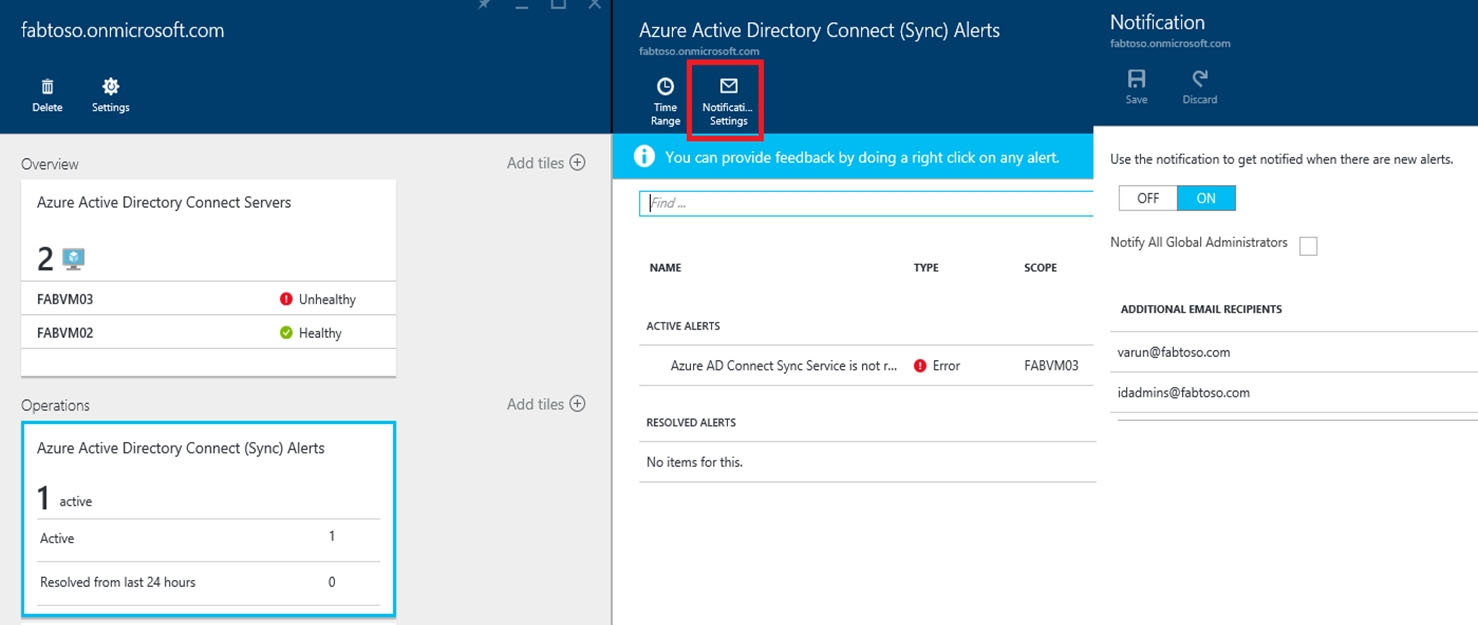 fabtoso.onmicrosoft.com
Delete
Settings
Overview
Add tiles
Azure Active Directory Connect Servers
2
FABVM03 Unhealthy
FABVM02 Healthy
Operations
Add tiles
Azure Active Directory Connect (Sync) Alerts
1 active
Active 1
Resolved from last 24 hours 0
Azure Active Directory Connect (Sync) Alerts
fabtoso.onmicrosoft.com
Time
Range
Notificati...
Settings
You can provide feedback by doing a right click on any alert.
Find ...
NAME TYPE SCOPE
ACTIVE ALERTS
Azure AD Connect Sync Service is not r... Error FABVM03
RESOLVED ALERTS
No items for this.
Notification
fabtoso.onmicrosoft.com
Save
Discard
Use the notification to get notified when there are new alerts.
OFF ON
Notify All Global Administrators
ADDITIONAL EMAIL RECIPIENTS
varun@fabtoso.com
idadmins@fabtoso.com